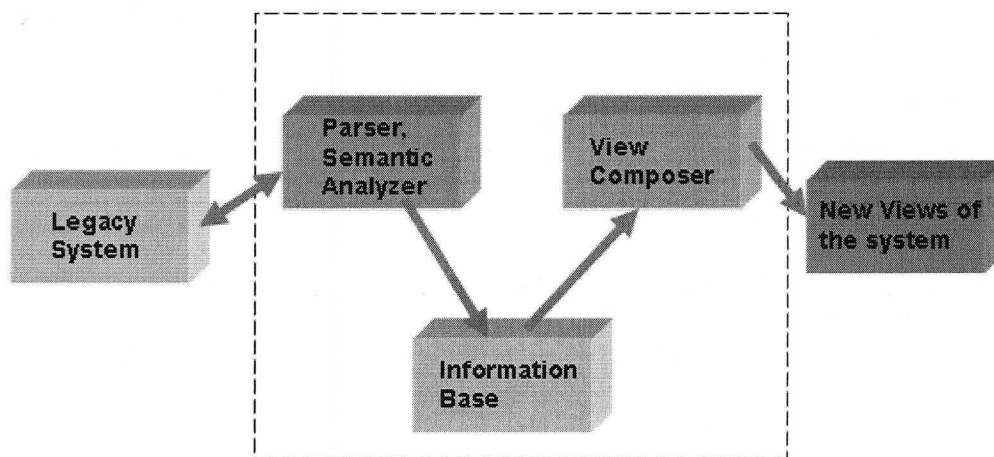 Parser,
Semantic
Analyzer
View
Composer
Legacy
System
New Views of
the system
Information
Base